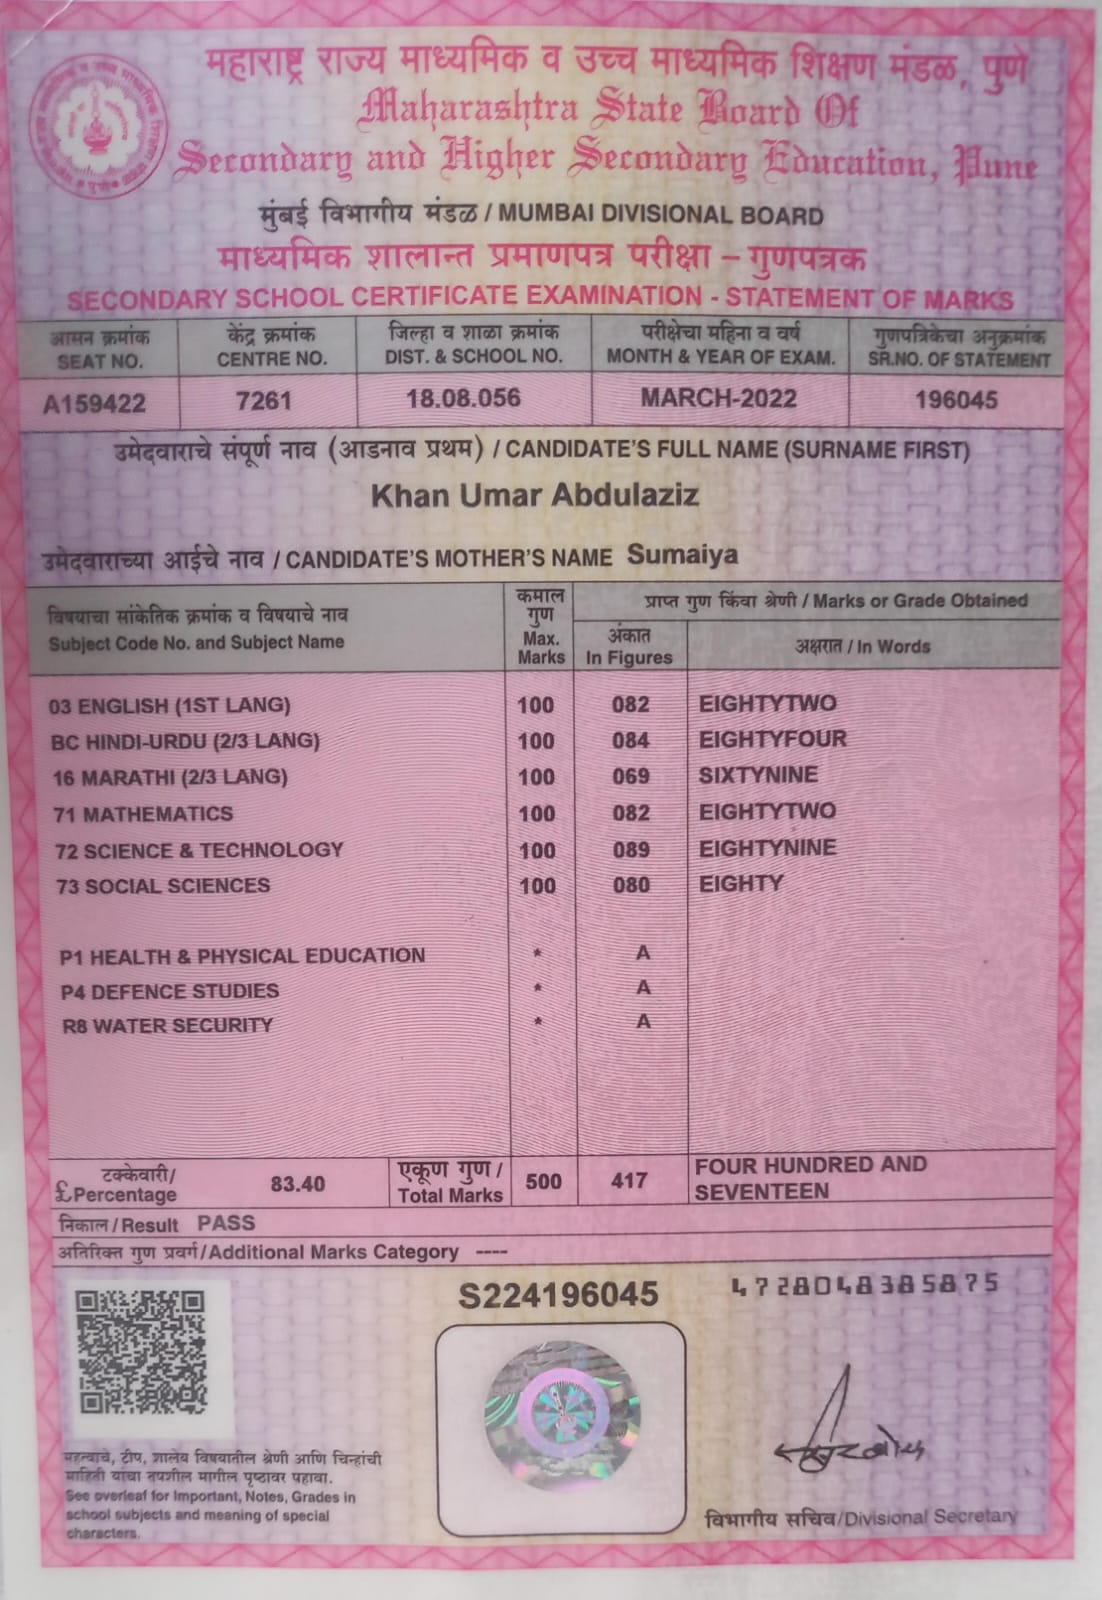 महाराष्ट्र राज्य माध्यमिक व उच्च माध्यमिक शिक्षण मंडळ, पुणे
Maharashtra State Board Of
Secondary and Higher Secondary Education, Pune
मुंबई विभागीय मंडळ / MUMBAI DIVISIONAL BOARD
माध्यमिक शालान्त प्रमाणपत्र परीक्षा – गुणपत्रक
SECONDARY SCHOOL CERTIFICATE EXAMINATION - STATEMENT OF MARKS
आसन क्रमांक केंद्र क्रमांक जिल्हा व शाळा क्रमांक परीक्षेचा महिना व वर्ष गुणपत्रिकेचा अनुक्रमांक
SEAT NO. CENTRE NO. DIST. & SCHOOL NO. MONTH & YEAR OF EXAM. SR.NO. OF STATEMENT
A159422 7261 18.08.056 MARCH-2022 196045
उमेदवाराचे संपूर्ण नाव (आडनाव प्रथम) / CANDIDATE'S FULL NAME (SURNAME FIRST)
Khan Umar Abdulaziz
उमेदवाराच्या आईचे नाव / CANDIDATE'S MOTHER'S NAME Sumaiya
विषयाचा सांकेतिक क्रमांक व विषयाचे नाव
Subject Code No. and Subject Name
कमाल
गुण
Max.
Marks
प्राप्त गुण किंवा श्रेणी / Marks or Grade Obtained
अंकात
In Figures
अक्षरात / In Words
03 ENGLISH (1ST LANG) 100 082 EIGHTYTWO
BC HINDI-URDU (2/3 LANG) 100 084 EIGHTYFOUR
16 MARATHI (2/3 LANG) 100 069 SIXTYNINE
71 MATHEMATICS 100 082 EIGHTYTWO
72 SCIENCE & TECHNOLOGY 100 089 EIGHTYNINE
73 SOCIAL SCIENCES 100 080 EIGHTY
P1 HEALTH & PHYSICAL EDUCATION * A
P4 DEFENCE STUDIES * A
R8 WATER SECURITY * A
टक्केवारी/
£Percentage
83.40
एकूण गुण /
Total Marks
500
417
FOUR HUNDRED AND
SEVENTEEN
निकाल / Result PASS
अतिरिक्त गुण प्रवर्ग/Additional Marks Category ----
S224196045
4728048385875
महत्वाचे, टीप, शालेय विषयातील श्रेणी आणि चिन्हांची
माहिती यांचा तपशील मागील पृष्ठावर पहावा.
See overleaf for Important, Notes, Grades in
school subjects and meaning of special
characters.
विभागीय सचिव/Divisional Secretary